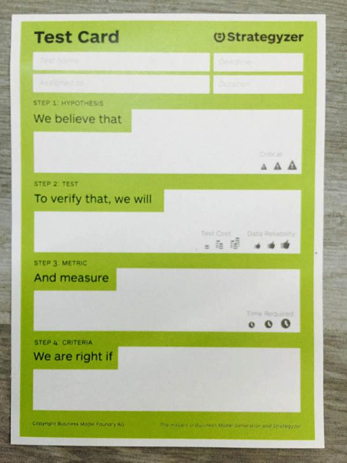 Test Card
Strategyzer
Test Name
Deadline
Assigned to
Duration
STEP 1: HYPOTHESIS
We believe that
Critical
STEP 2: TEST
To verify that, we will
Test Cost
Data Reliability
STEP 3: METRIC
And measure
Time Required
STEP 4: CRITERIA
We are right if
Copyright Business Model Foundry AG
The makers of Business Model Generation and Strategyzer